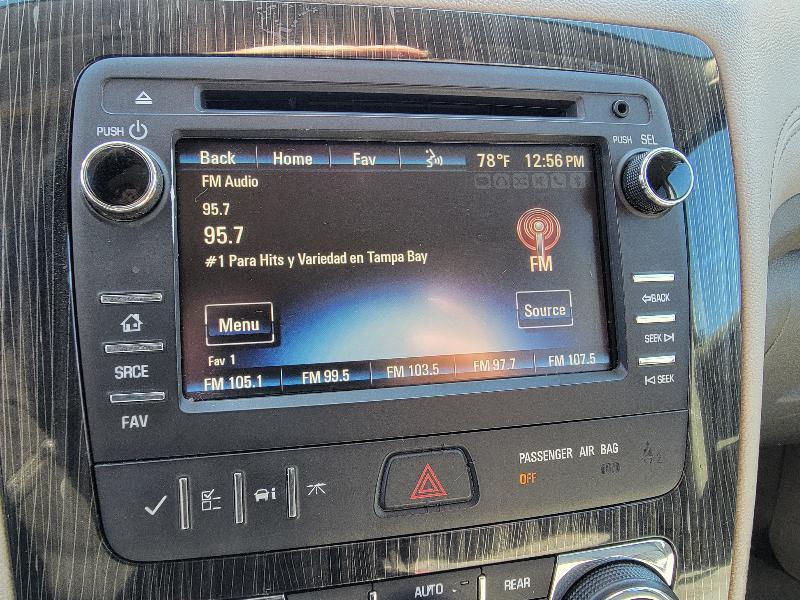 PUSH
PUSH SEL
Back Home Fav 78°F 12:56 PM
FM Audio
95.7
95.7
#1 Para Hits y Variedad en Tampa Bay
FM
Menu
Source
Fav 1
FM 105.1 FM 99.5 FM 103.5 FM 97.7 FM 107.5
SRCE
FAV
BACK
SEEK
SEEK
PASSENGER AIR BAG
OFF
AUTO
REAR